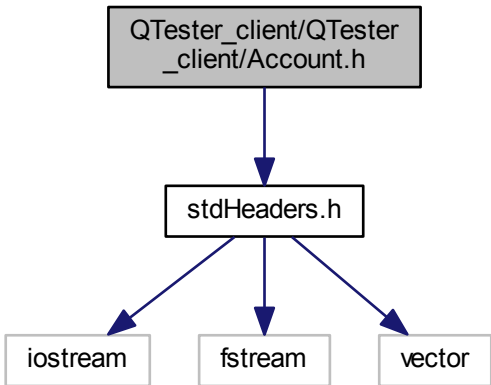 QTester_client/QTester
_client/Account.h
stdHeaders.h
iostream
fstream
vector